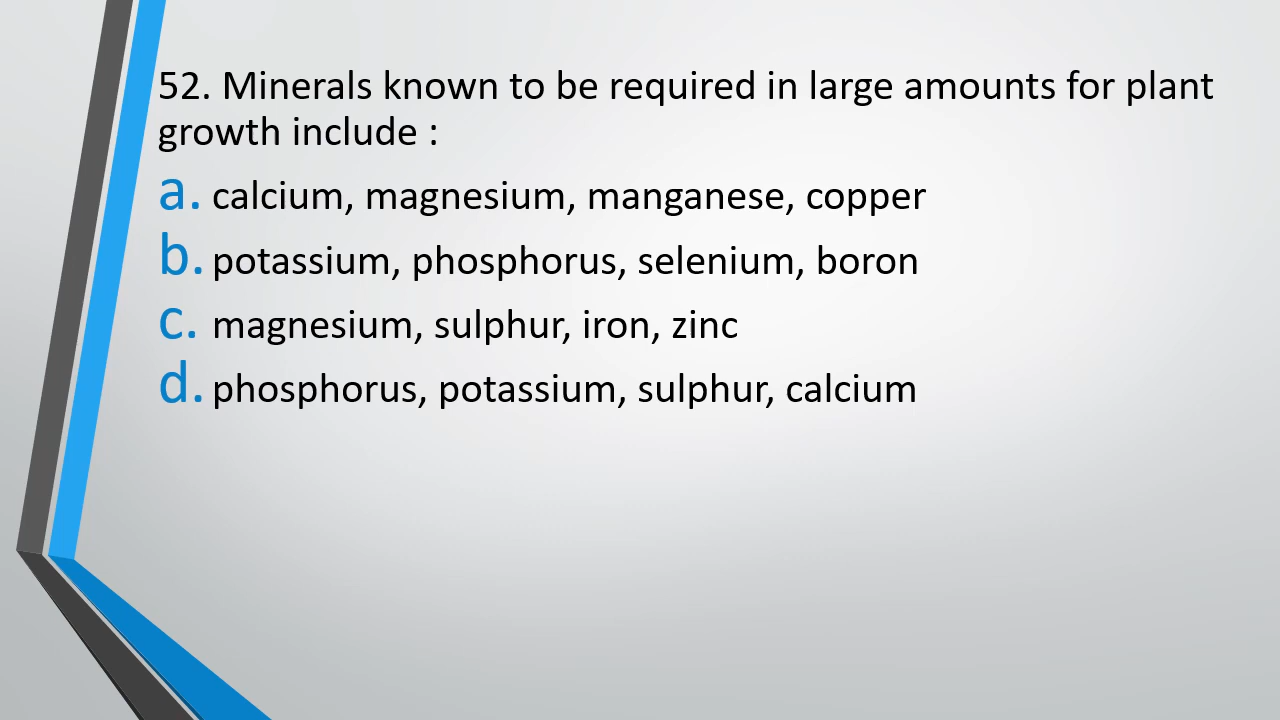 52. Minerals known to be required in large amounts for plant
growth include :
a. calcium, magnesium, manganese, copper
b. potassium, phosphorus, selenium, boron
c. magnesium, sulphur, iron, zinc
d. phosphorus, potassium, sulphur, calcium